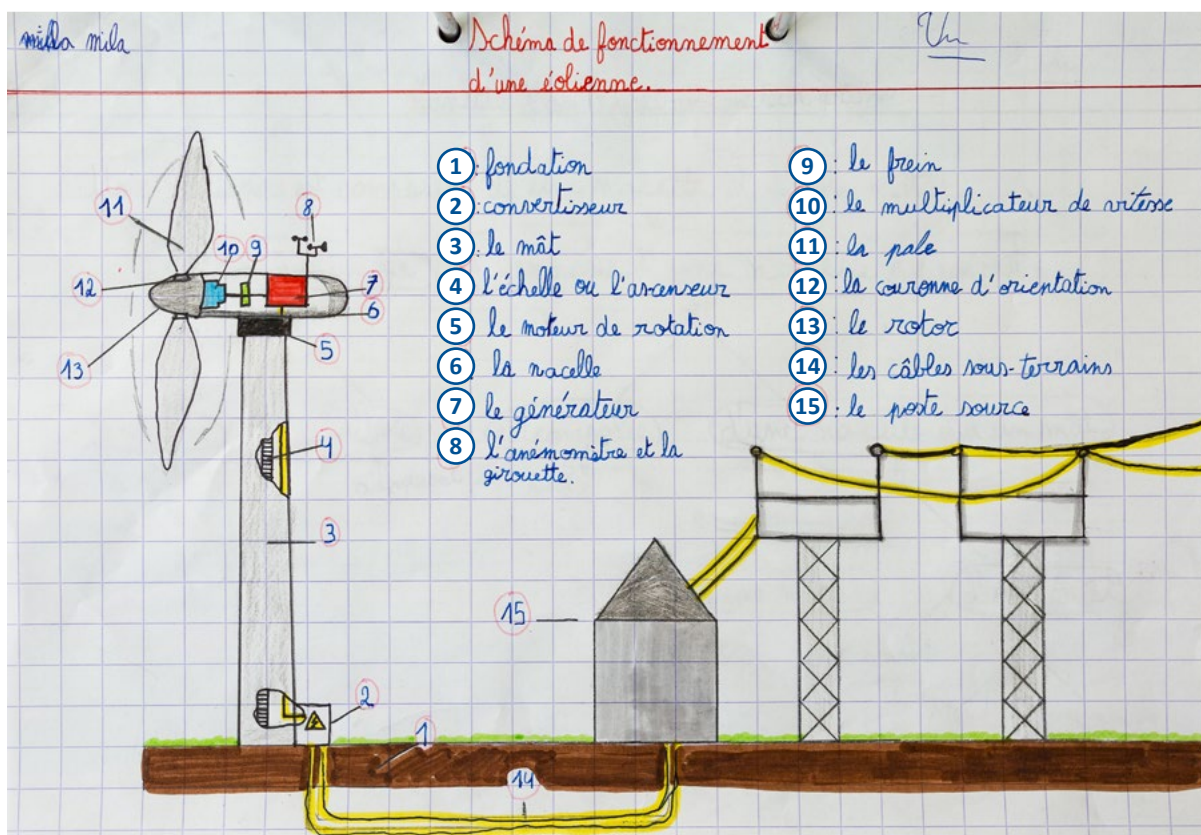 mila
Schéma de fonctionnement
d'une éolienne.
Vu
1 : fondation
2 : convertisseur
3 : le mât
4 l'échelle ou l'ascenseur
5 le moteur de rotation
6 : la nacelle
7 le générateur
8 l'anémomètre et la
girouette.
9 : le frein
10 : le multiplicateur de vitesse
11 : la pale
12 : la couronne d'orientation
13 : le rotor
14 : les câbles sous-terrains
15 : le poste source
11
10
9
8
12
7
6
13
5
4
3
15
2
1
14